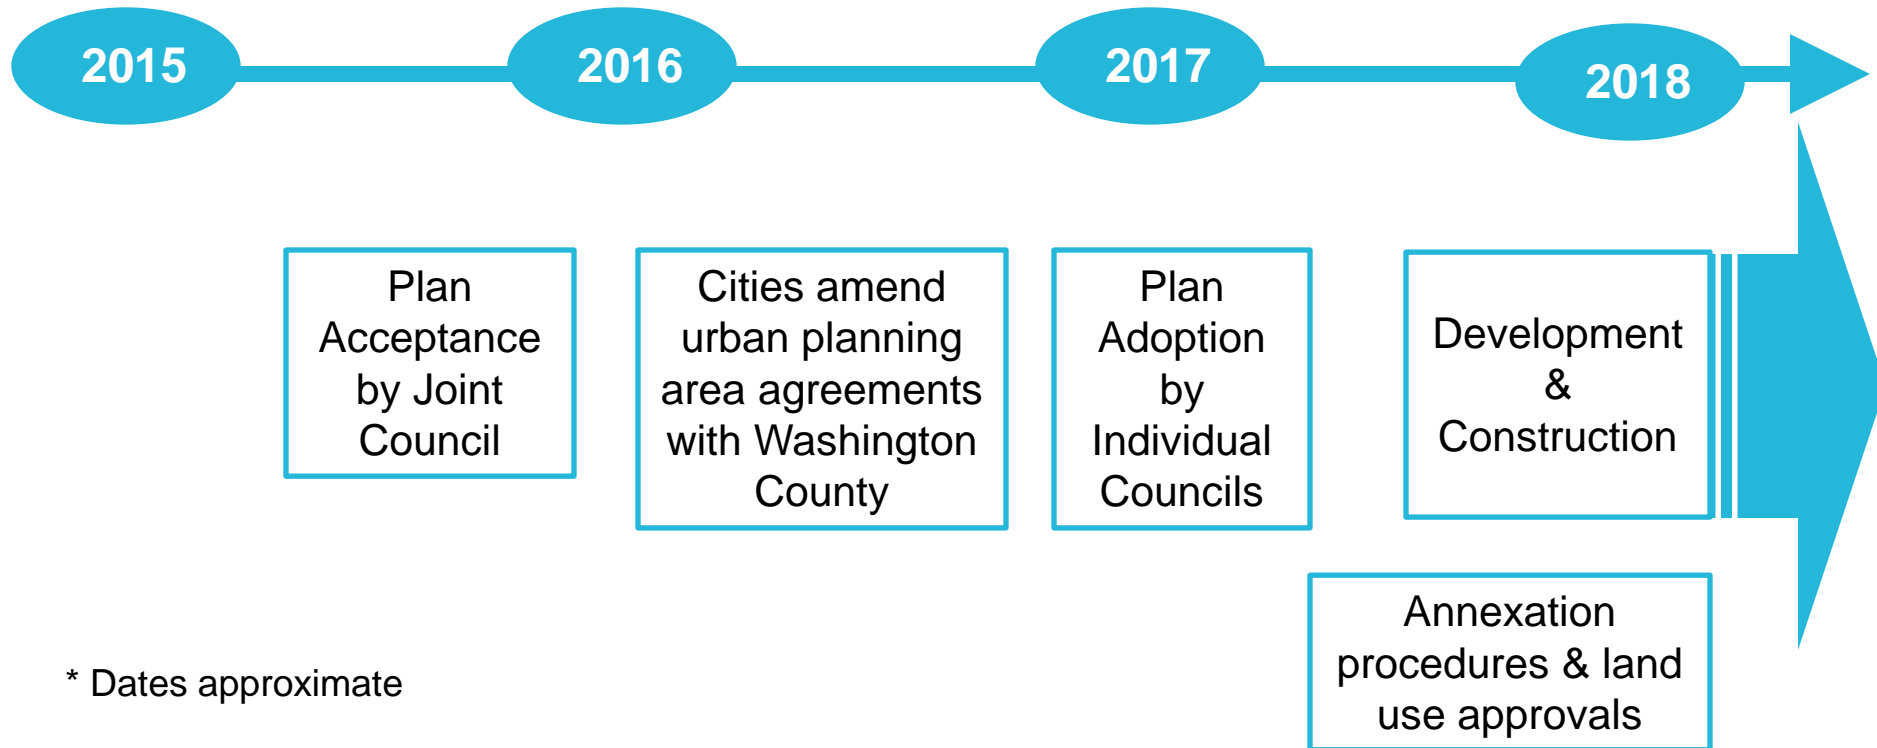 2015
2016
2017
2018
Plan
Acceptance
by Joint
Council
Cities amend
urban planning
area agreements
with Washington
County
Plan
Adoption
by
Individual
Councils
Development
&
Construction
Annexation
procedures & land
use approvals
* Dates approximate